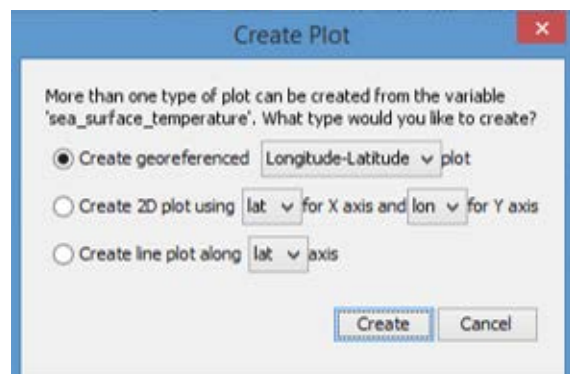 Create Plot
More than one type of plot can be created from the variable
'sea_surface_temperature'. What type would you like to create?
Create georeferenced Longitude-Latitude plot
Create 2D plot using lat for X axis and lon for Y axis
Create line plot along lat axis
Create Cancel